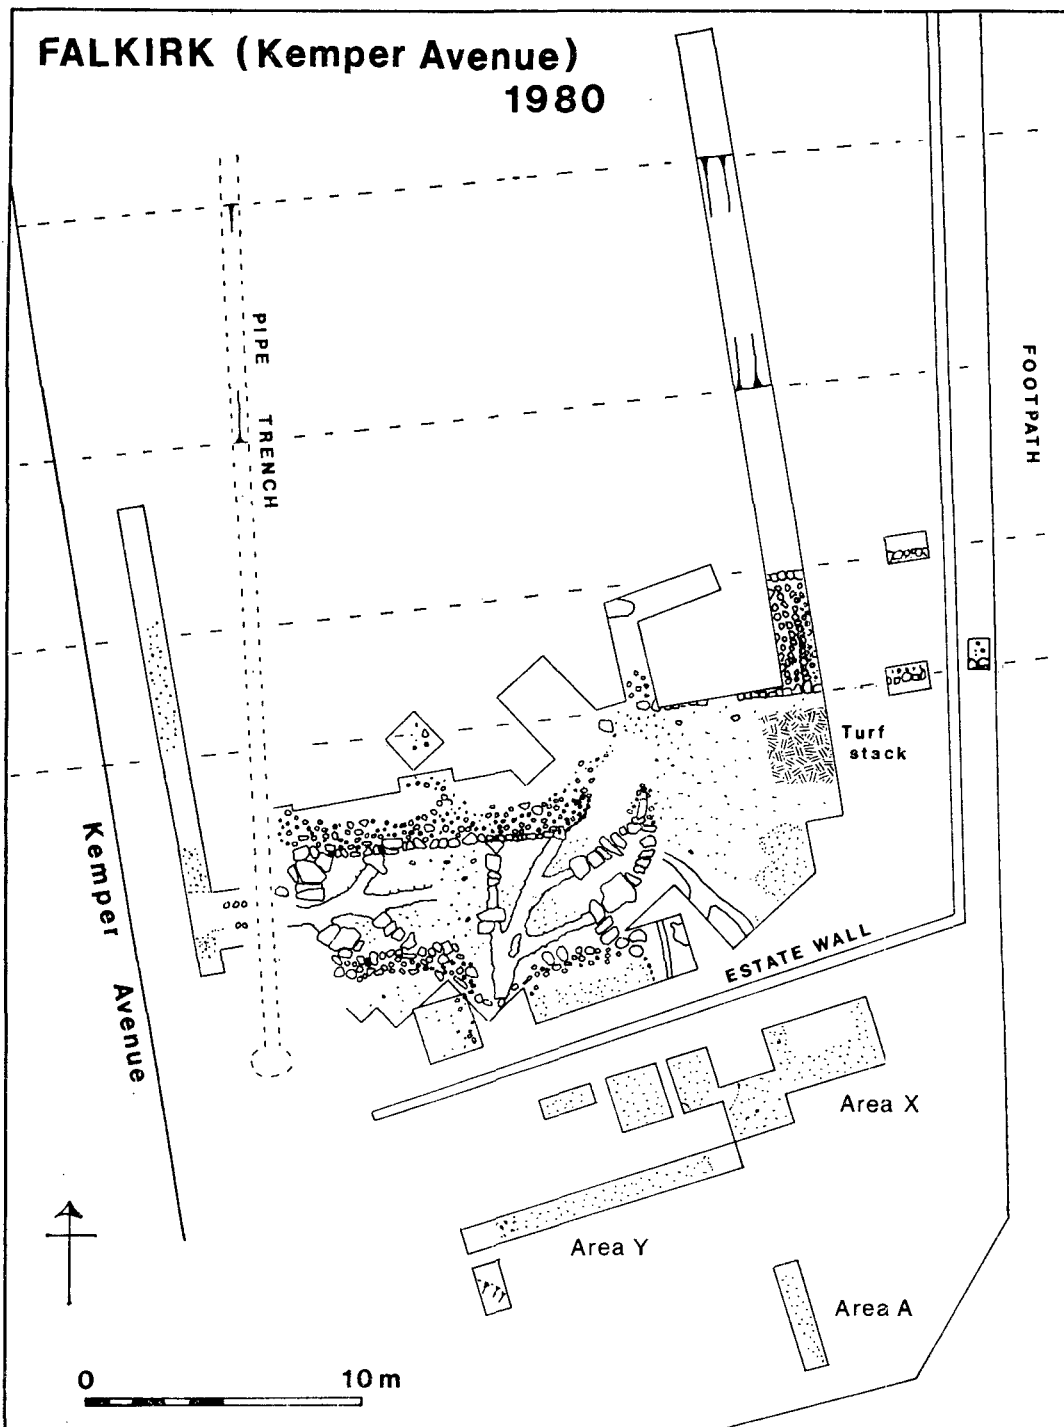 FALKIRK (Kemper Avenue)
1980
PIPE TRENCH
FOOTPATH
Turf
stack
Kemper Avenue
ESTATE WALL
Area X
Area Y
Area A
0 10 m